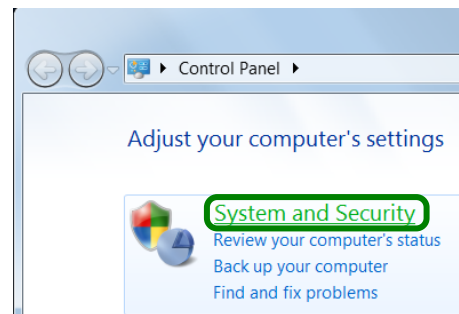 Control Panel
Adjust your computer's settings
System and Security
Review your computer's status
Back up your computer
Find and fix problems